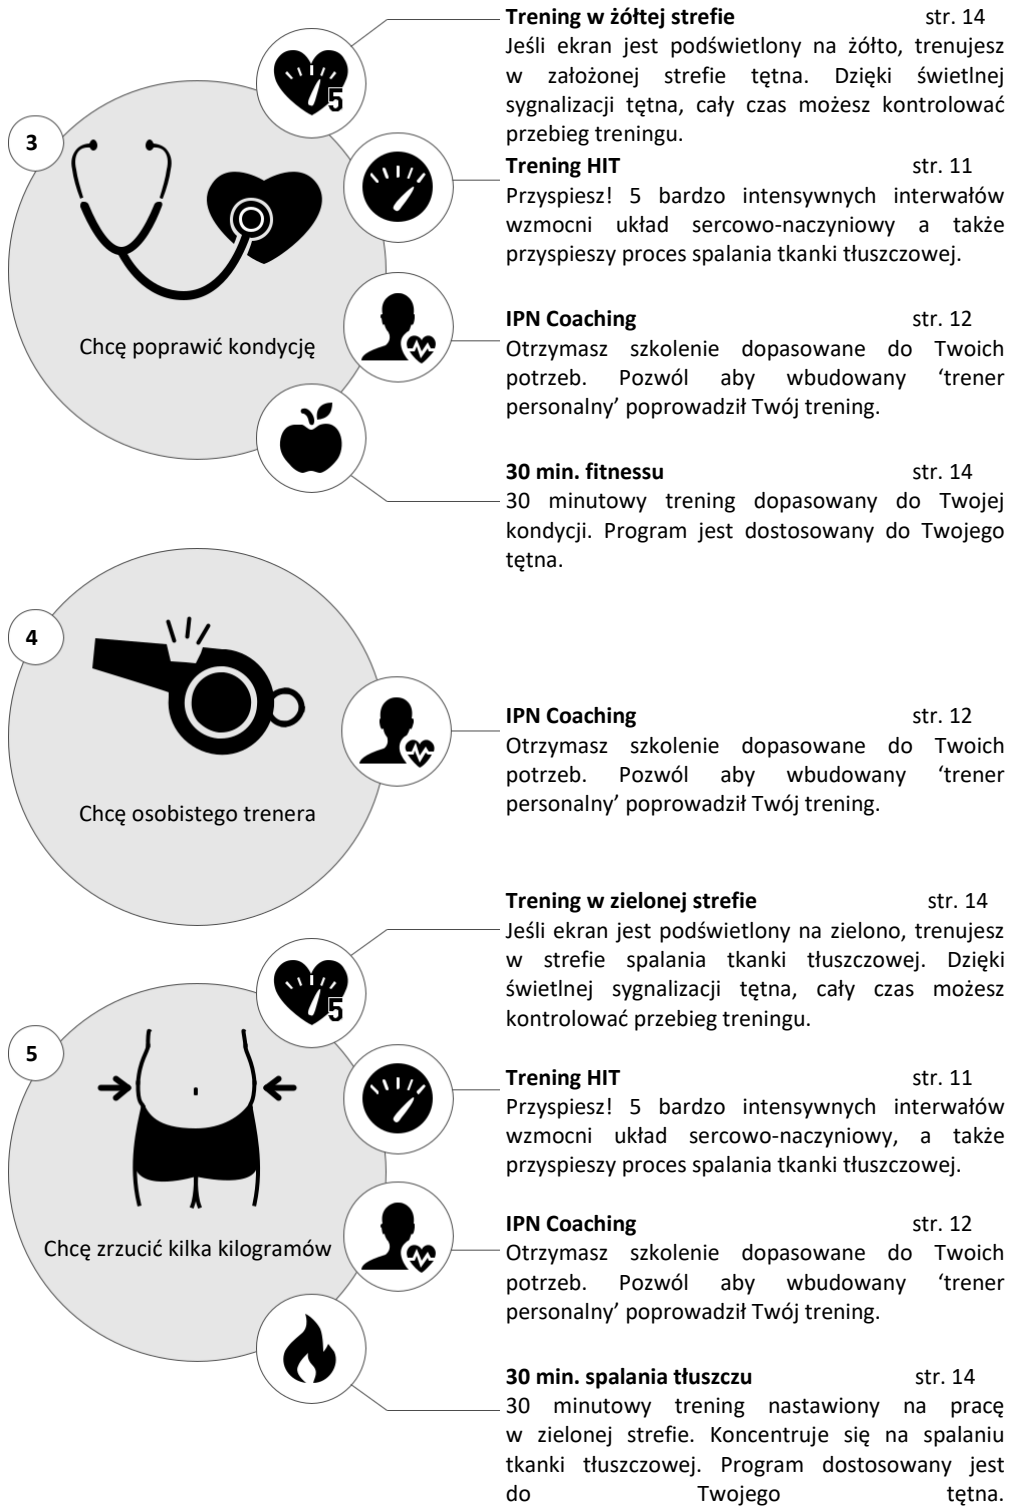 Trening w żółtej strefie str. 14
Jeśli ekran jest podświetlony na żółto, trenujesz
w założonej strefie tętna. Dzięki świetlnej
sygnalizacji tętna, cały czas możesz kontrolować
przebieg treningu.
5
3
Trening HIT str. 11
Przyspiesz! 5 bardzo intensywnych interwałów
wzmocni układ sercowo-naczyniowy a także
przyspieszy proces spalania tkanki tłuszczowej.
IPN Coaching str. 12
Otrzymasz szkolenie dopasowane do Twoich
potrzeb. Pozwól aby wbudowany ‘trener
personalny’ poprowadził Twój trening.
Chcę poprawić kondycję
30 min. fitnessu str. 14
30 minutowy trening dopasowany do Twojej
kondycji. Program jest dostosowany do Twojego
tętna.
4
IPN Coaching str. 12
Otrzymasz szkolenie dopasowane do Twoich
potrzeb. Pozwól aby wbudowany ‘trener
personalny’ poprowadził Twój trening.
Chcę osobistego trenera
Trening w zielonej strefie str. 14
Jeśli ekran jest podświetlony na zielono, trenujesz
w strefie spalania tkanki tłuszczowej. Dzięki
świetlnej sygnalizacji tętna, cały czas możesz
kontrolować przebieg treningu.
5
5
Trening HIT str. 11
Przyspiesz! 5 bardzo intensywnych interwałów
wzmocni układ sercowo-naczyniowy, a także
przyspieszy proces spalania tkanki tłuszczowej.
IPN Coaching str. 12
Otrzymasz szkolenie dopasowane do Twoich
potrzeb. Pozwól aby wbudowany ‘trener
personalny’ poprowadził Twój trening.
Chcę zrzucić kilka kilogramów
30 min. spalania tłuszczu str. 14
30 minutowy trening nastawiony na pracę
w zielonej strefie. Koncentruje się na spalaniu
tkanki tłuszczowej. Program dostosowany jest
do Twojego tętna.